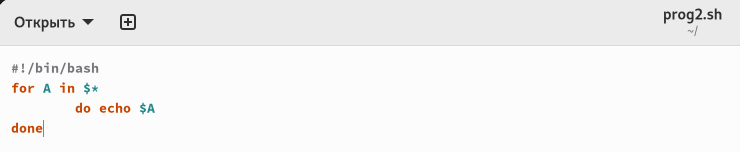 Открыть
prog2.sh
~/
#!/bin/bash
for A in $*
        do echo $A
done